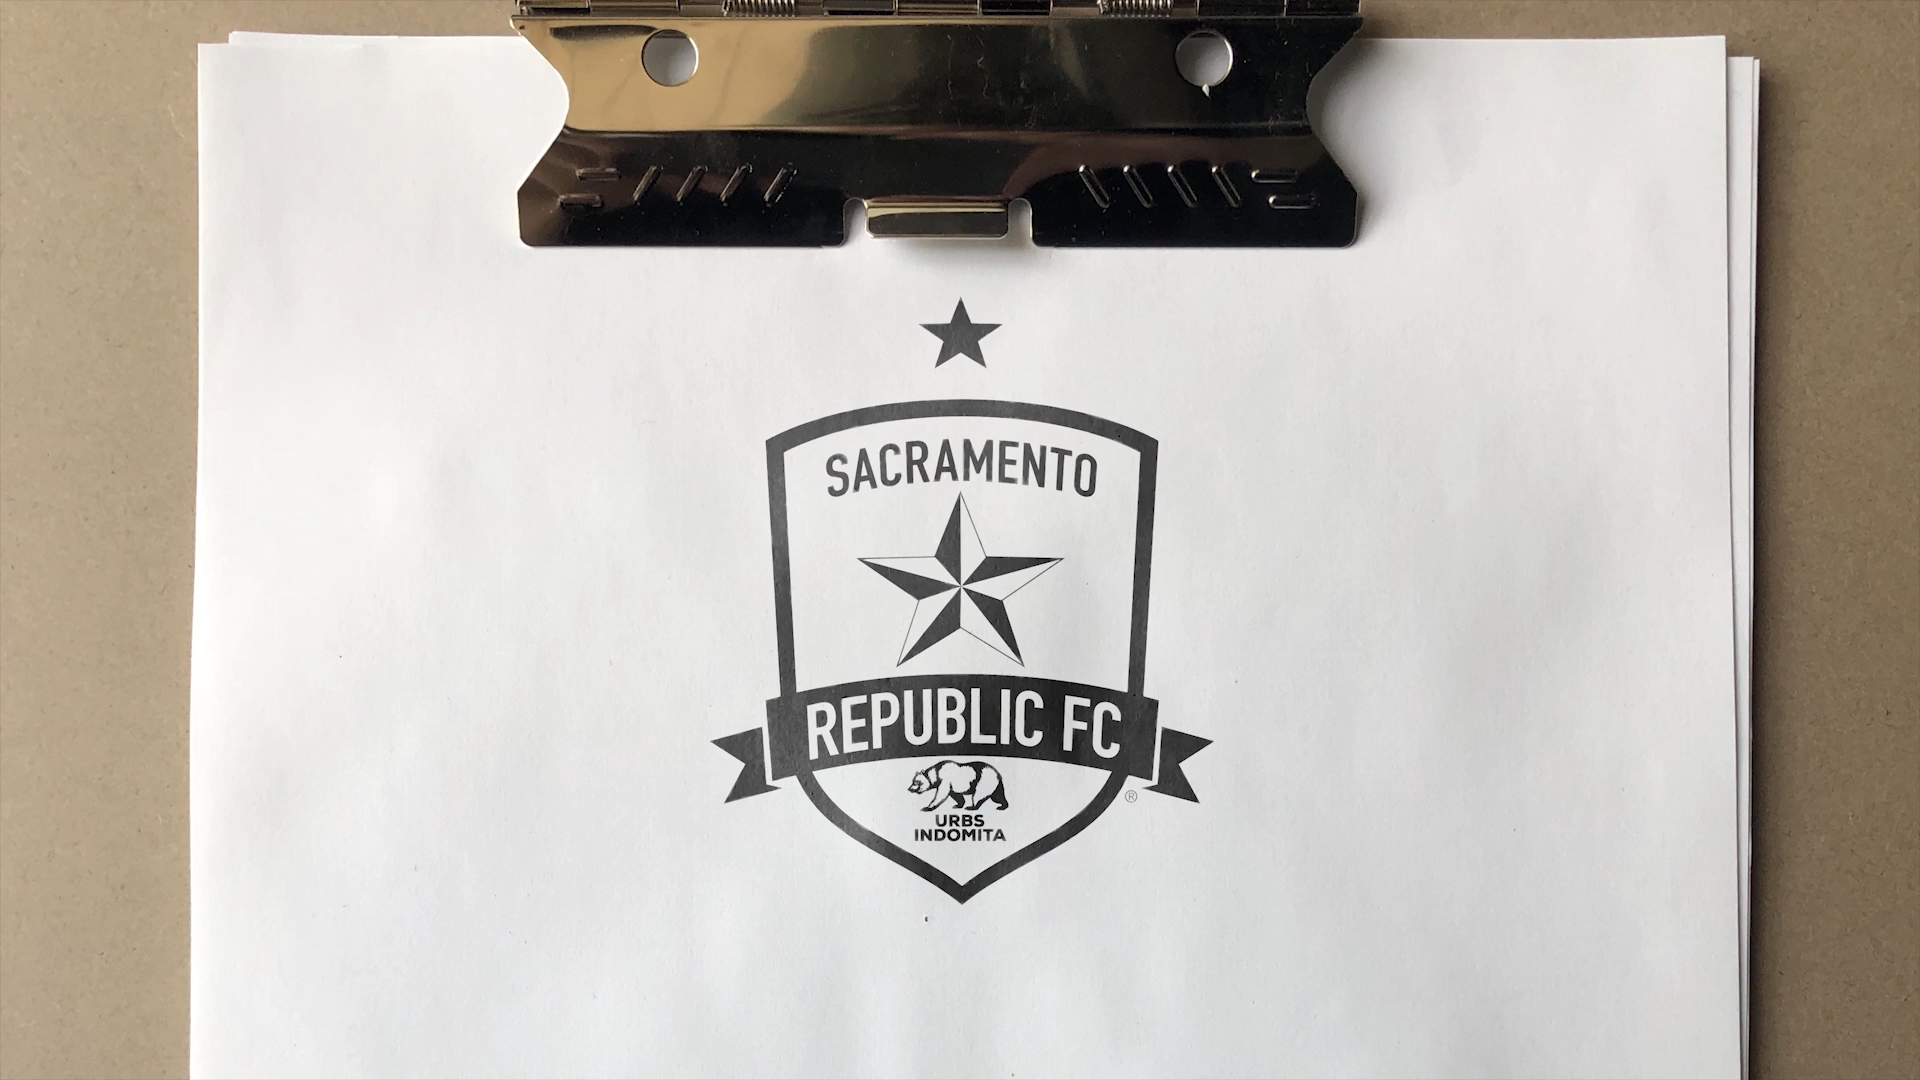 SACRAMENTO
REPUBLIC FC
®
URBS
INDOMITA